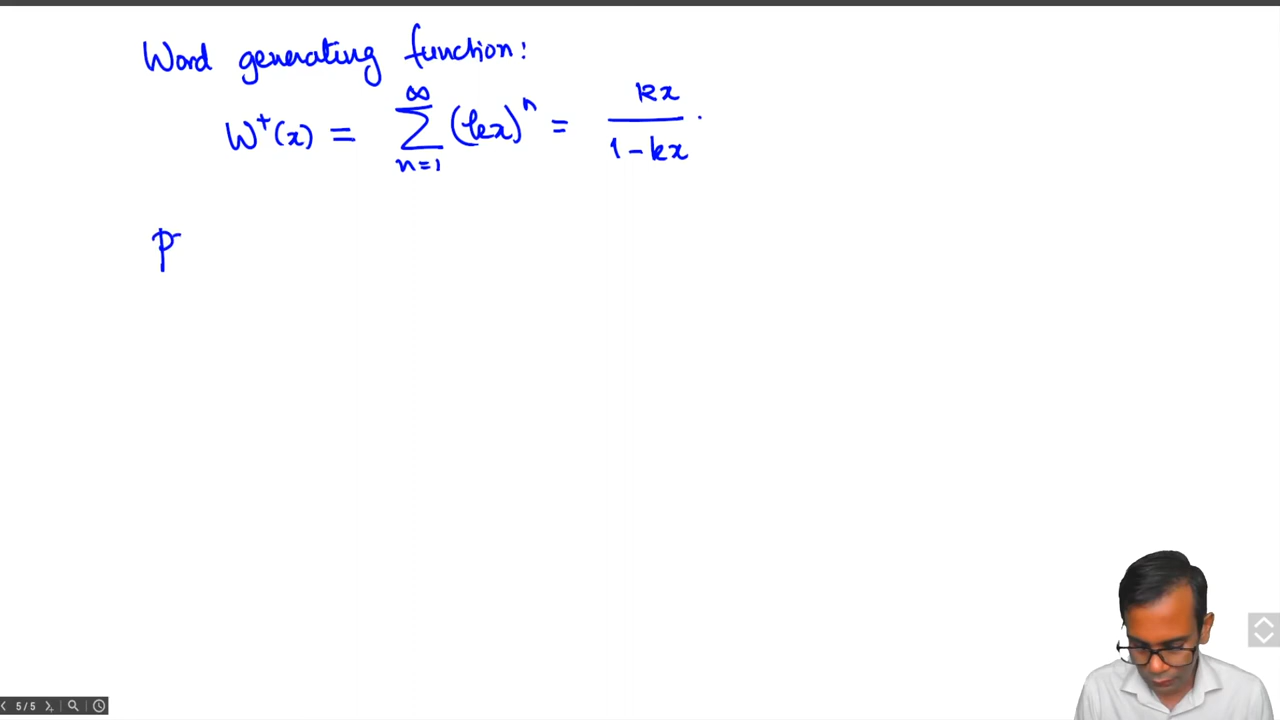 Word generating function:
W⁺(x) = ∑_{n=1}^{∞} (kx)ⁿ = kx / (1 - kx).
P
5/5